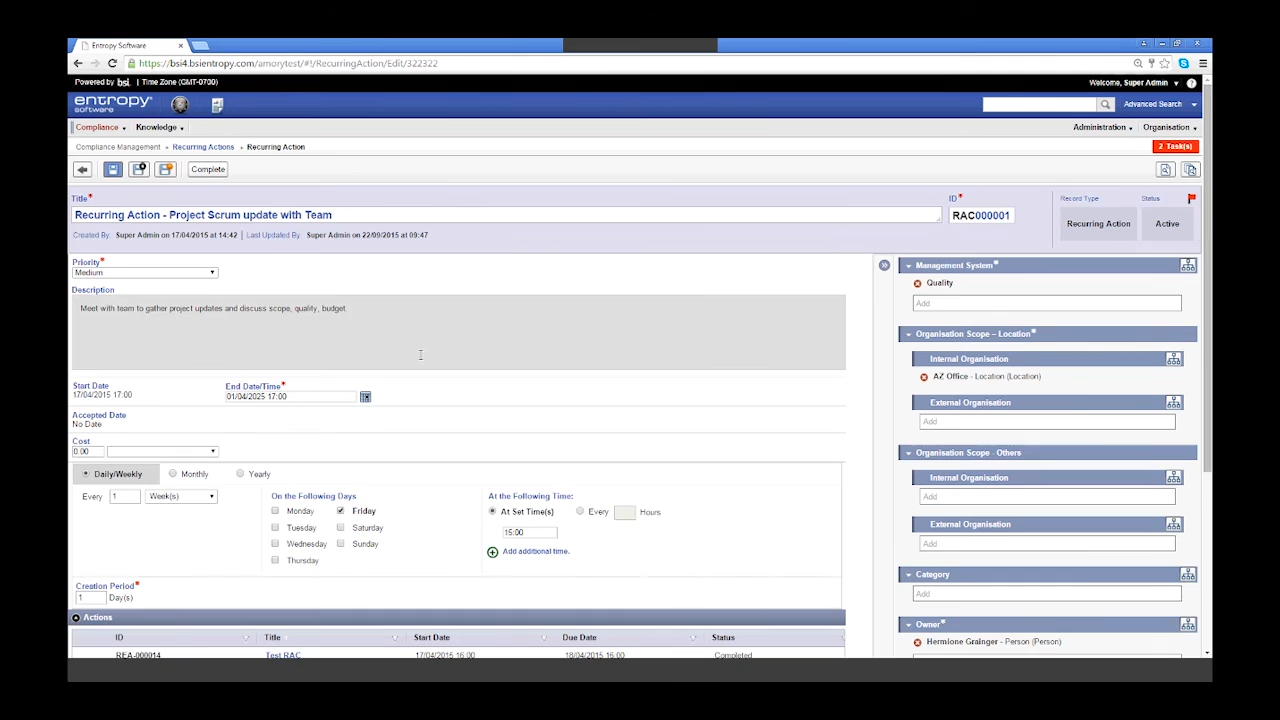 Entropy Software
https://bsi4.bsientropy.com/amorytest/#!/RecurringAction/Edit/322322
Powered by bsi. | Time Zone (GMT-0700) Welcome, Super Admin
entropy software Advanced Search
Compliance Knowledge Administration Organisation
Compliance Management Recurring Actions Recurring Action 2 Task(s)
Complete
Title* ID* Record Type Status
Recurring Action - Project Scrum update with Team RAC000001 Recurring Action Active
Created By: Super Admin on 17/04/2015 at 14:42 | Last Updated By: Super Admin on 22/09/2015 at 09:47
Priority*
Medium
Description
Meet with team to gather project updates and discuss scope, quality, budget.
Start Date End Date/Time*
17/04/2015 17:00 01/04/2025 17:00
Accepted Date
No Date
Cost
0.00
Daily/Weekly Monthly Yearly
Every 1 Week(s) On the Following Days At the Following Time:
Monday Friday At Set Time(s) Every Hours
Tuesday Saturday 15:00
Wednesday Sunday Add additional time.
Thursday
Creation Period*
1 Day(s)
Actions
ID Title Start Date Due Date Status
REA-000014 Test RAC 17/04/2015 16:00 18/04/2015 16:00 Completed
Management System*
Quality
Add
Organisation Scope – Location*
Internal Organisation
AZ Office - Location (Location)
External Organisation
Add
Organisation Scope - Others
Internal Organisation
Add
External Organisation
Add
Category
Add
Owner*
Hermione Grainger - Person (Person)